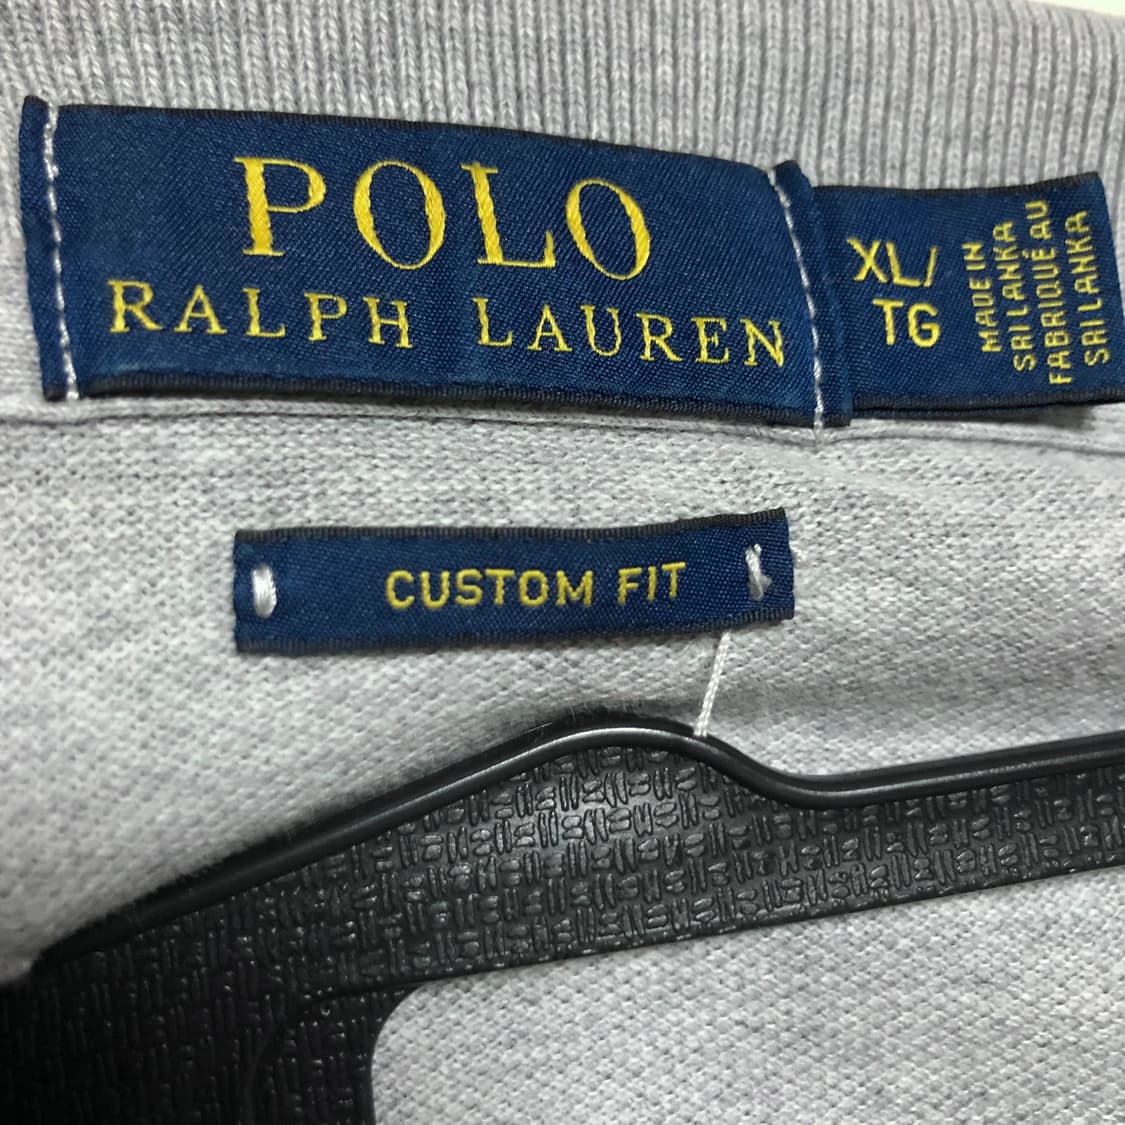 POLO
RALPH LAUREN
XL/
TG
MADE IN
SRI LANKA
FABRIQUÉ AU
SRI LANKA
CUSTOM FIT